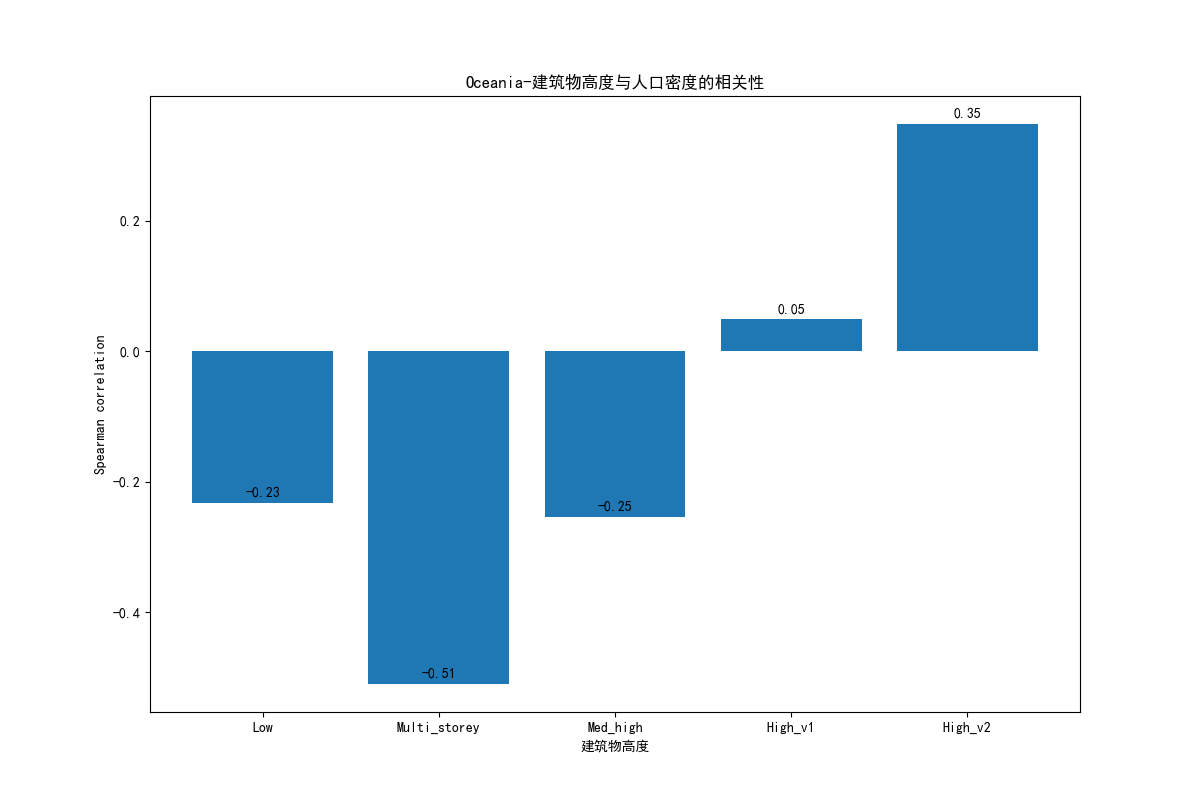 Oceania-建筑物高度与人口密度的相关性
0.35
0.2
0.05
0.0
Spearman correlation
-0.2
-0.23
-0.25
-0.4
-0.51
Low
Multi_storey
Med_high
High_v1
High_v2
建筑物高度